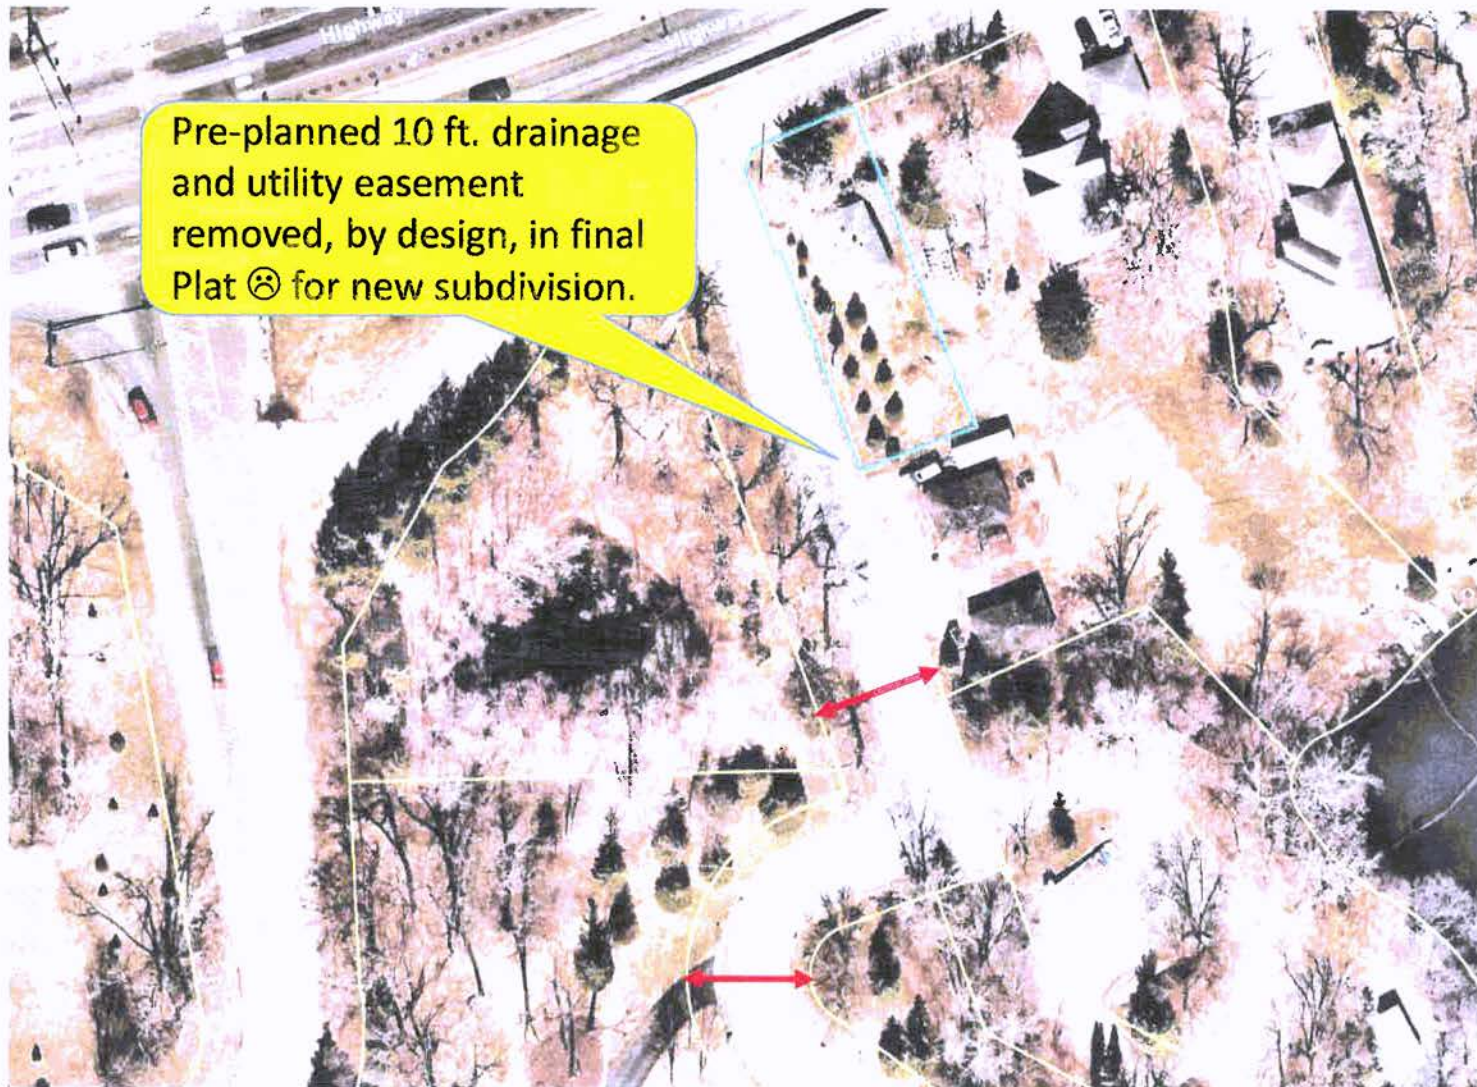 Highway
Highway
Pre-planned 10 ft. drainage
and utility easement
removed, by design, in final
Plat ☹ for new subdivision.